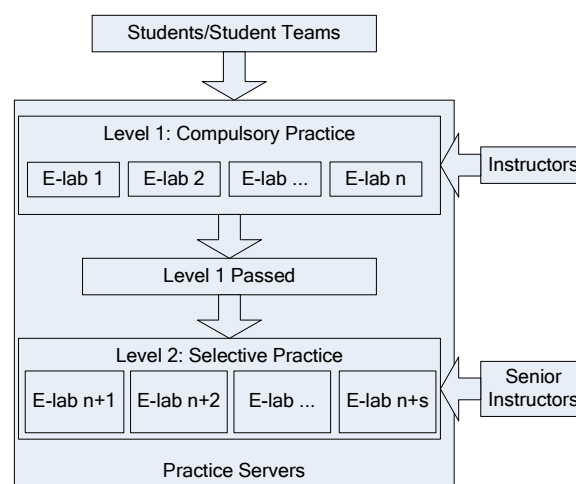 Students/Student Teams
Level 1: Compulsory Practice
E-lab 1
E-lab 2
E-lab ...
E-lab n
Instructors
Level 1 Passed
Level 2: Selective Practice
E-lab n+1
E-lab n+2
E-lab ...
E-lab n+s
Senior
Instructors
Practice Servers